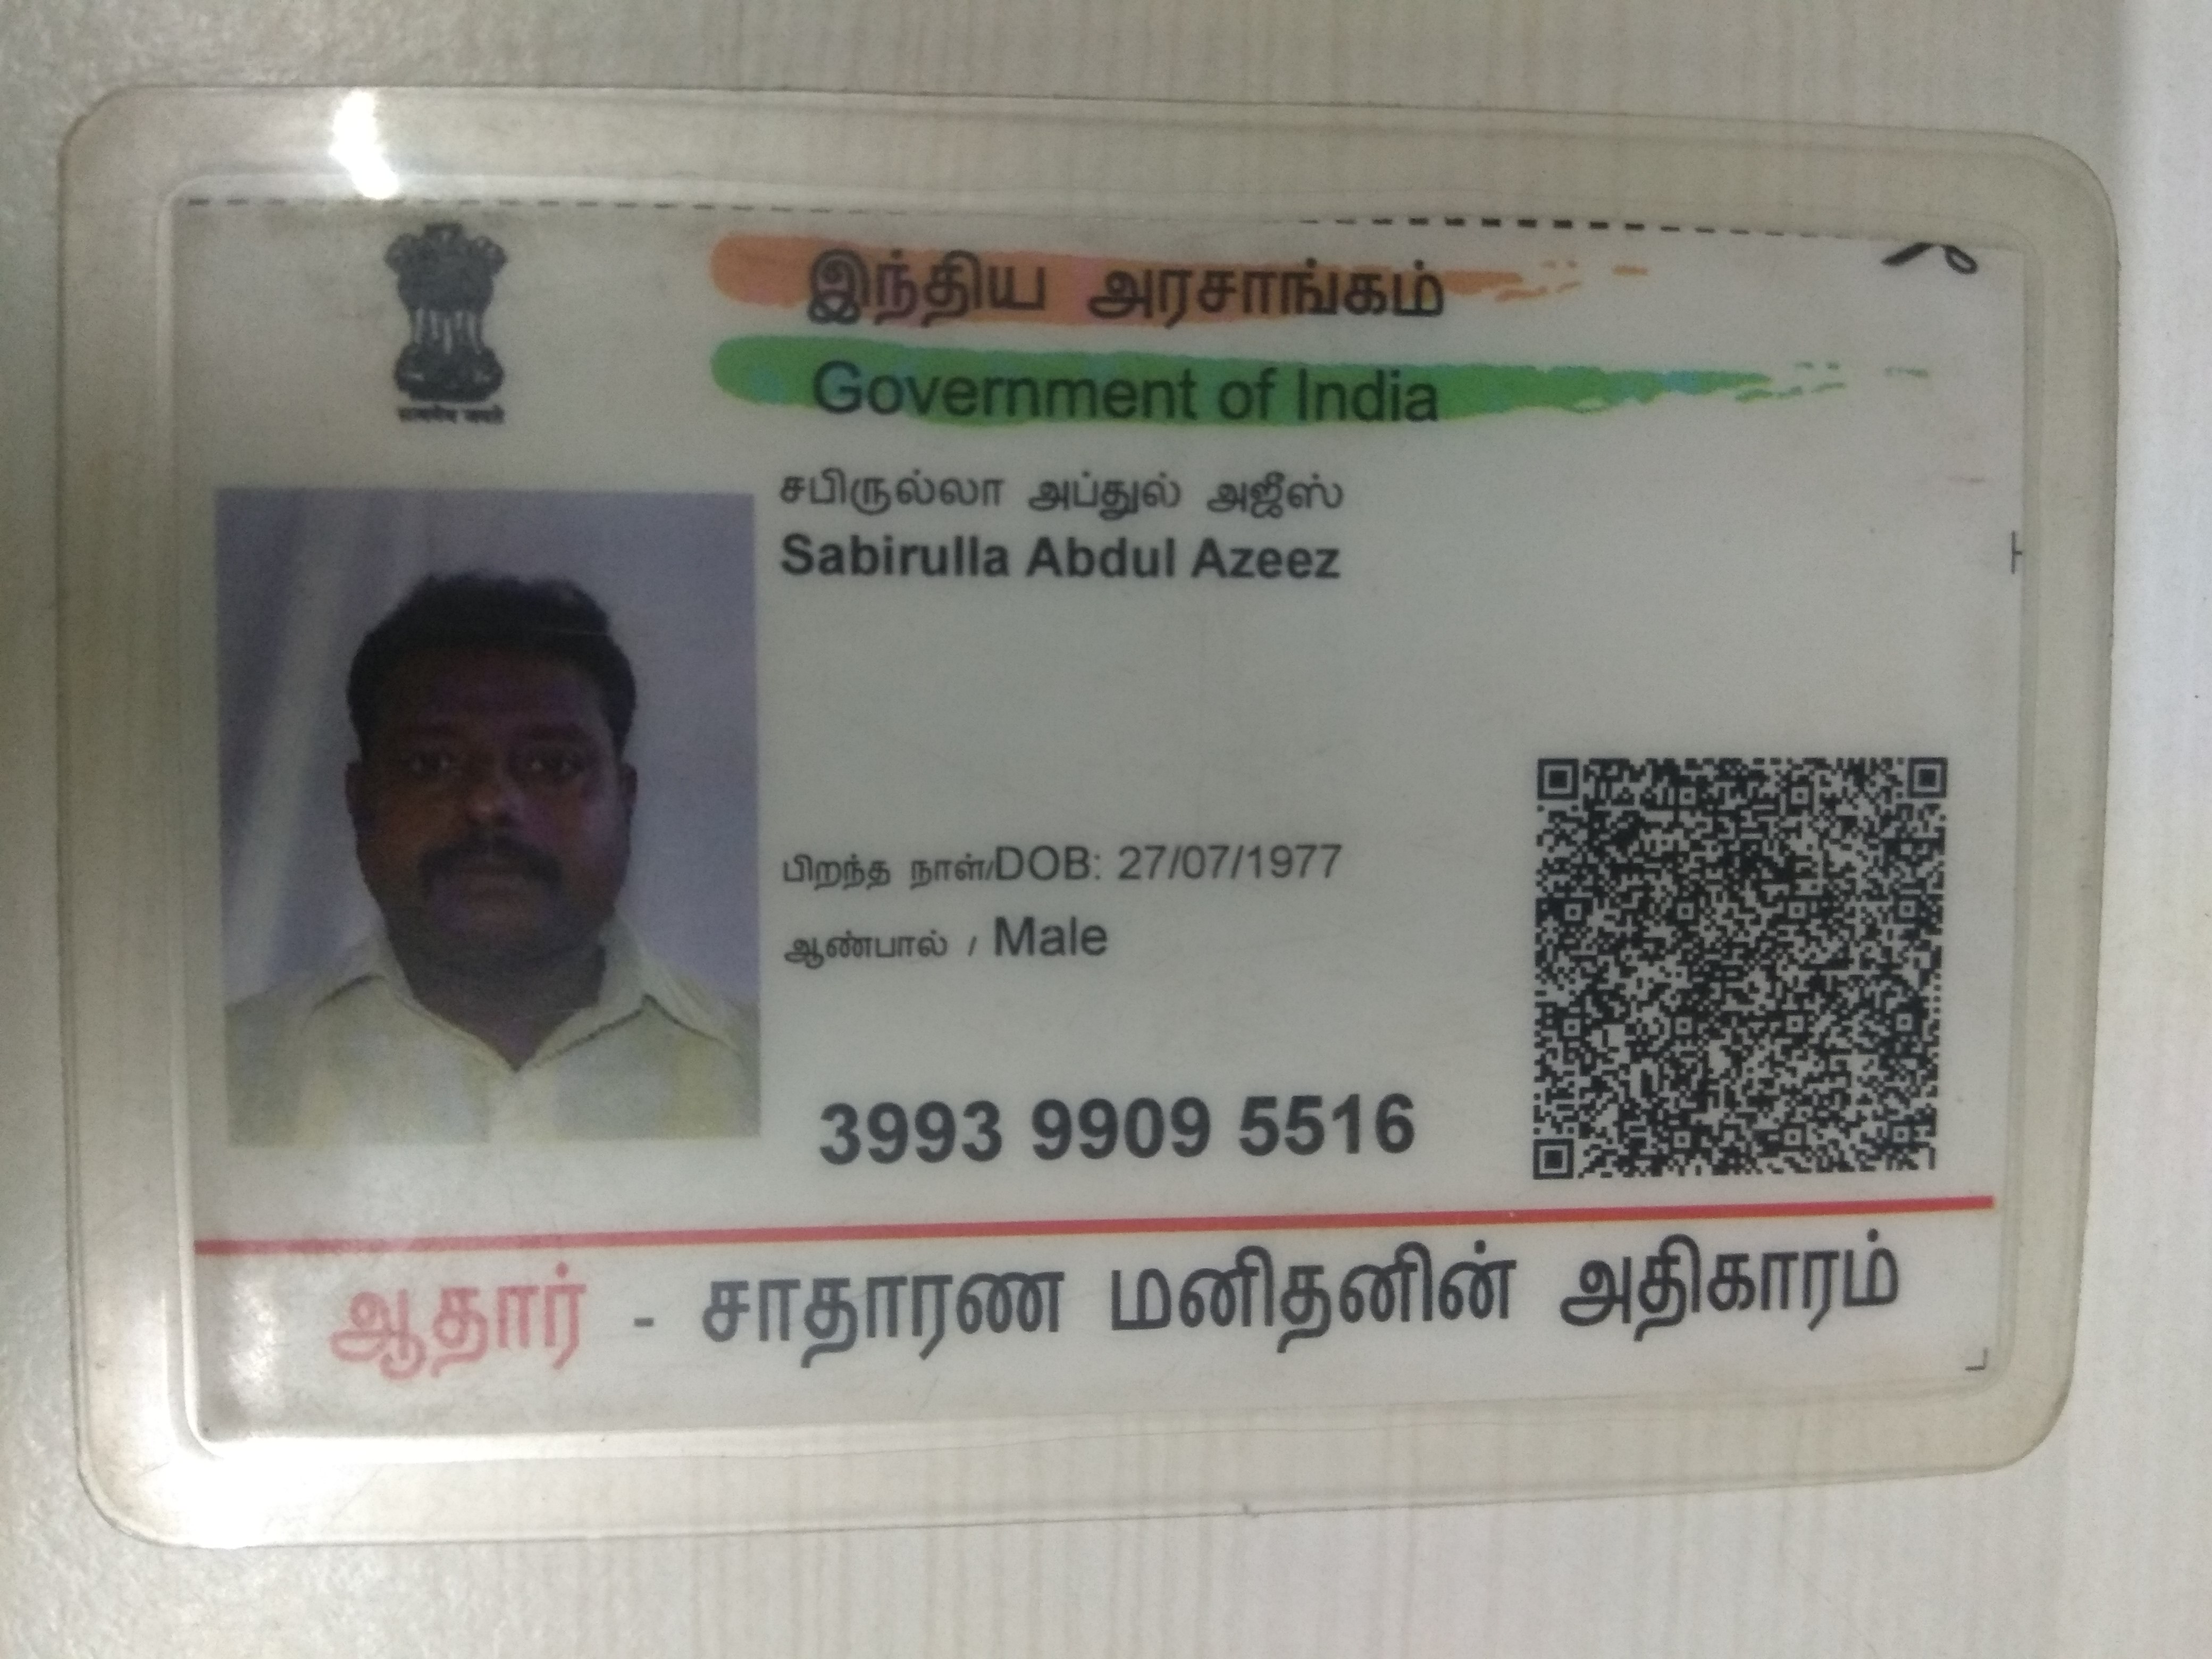 இந்திய அரசாங்கம்
Government of India
சபிருல்லா அப்துல் அஜீஸ்
Sabirulla Abdul Azeez
பிறந்த நாள்/DOB: 27/07/1977
ஆண்பால் / Male
3993 9909 5516
ஆதார் - சாதாரண மனிதனின் அதிகாரம்